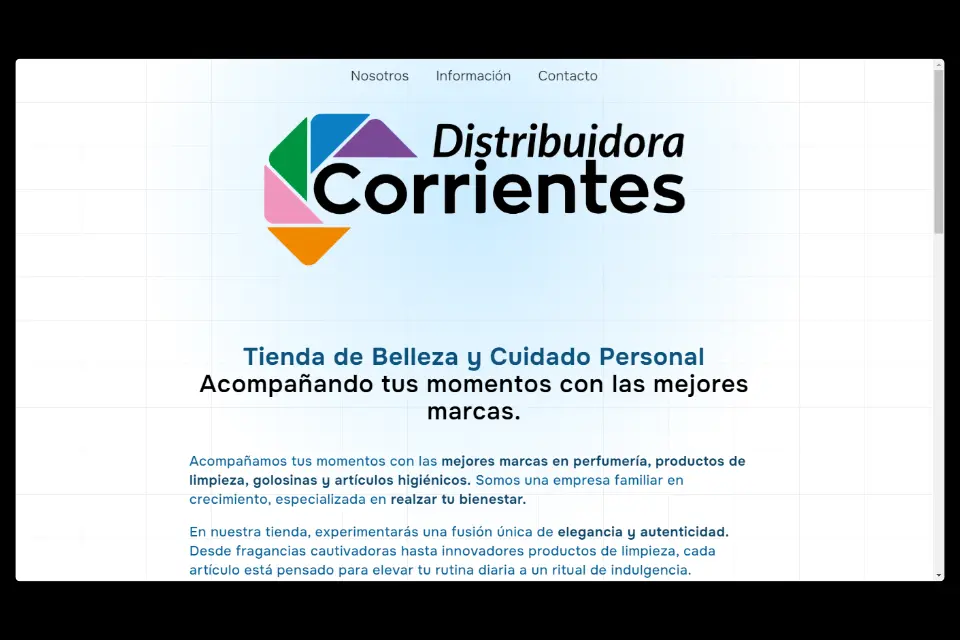 Nosotros Información Contacto
Distribuidora
Corrientes
Tienda de Belleza y Cuidado Personal
Acompañando tus momentos con las mejores
marcas.
Acompañamos tus momentos con las mejores marcas en perfumería, productos de
limpieza, golosinas y artículos higiénicos. Somos una empresa familiar en
crecimiento, especializada en realzar tu bienestar.
En nuestra tienda, experimentarás una fusión única de elegancia y autenticidad.
Desde fragancias cautivadoras hasta innovadores productos de limpieza, cada
artículo está pensado para elevar tu rutina diaria a un ritual de indulgencia.